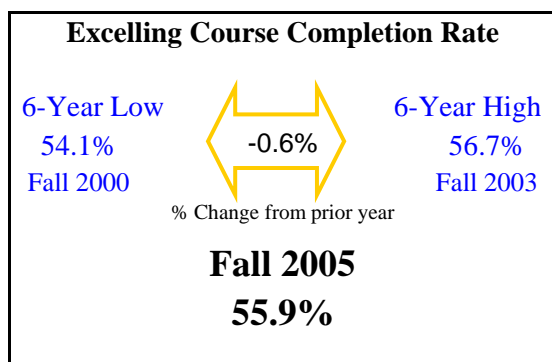 Excelling Course Completion Rate
6-Year Low
54.1%
Fall 2000
-0.6%
6-Year High
56.7%
Fall 2003
% Change from prior year
Fall 2005
55.9%